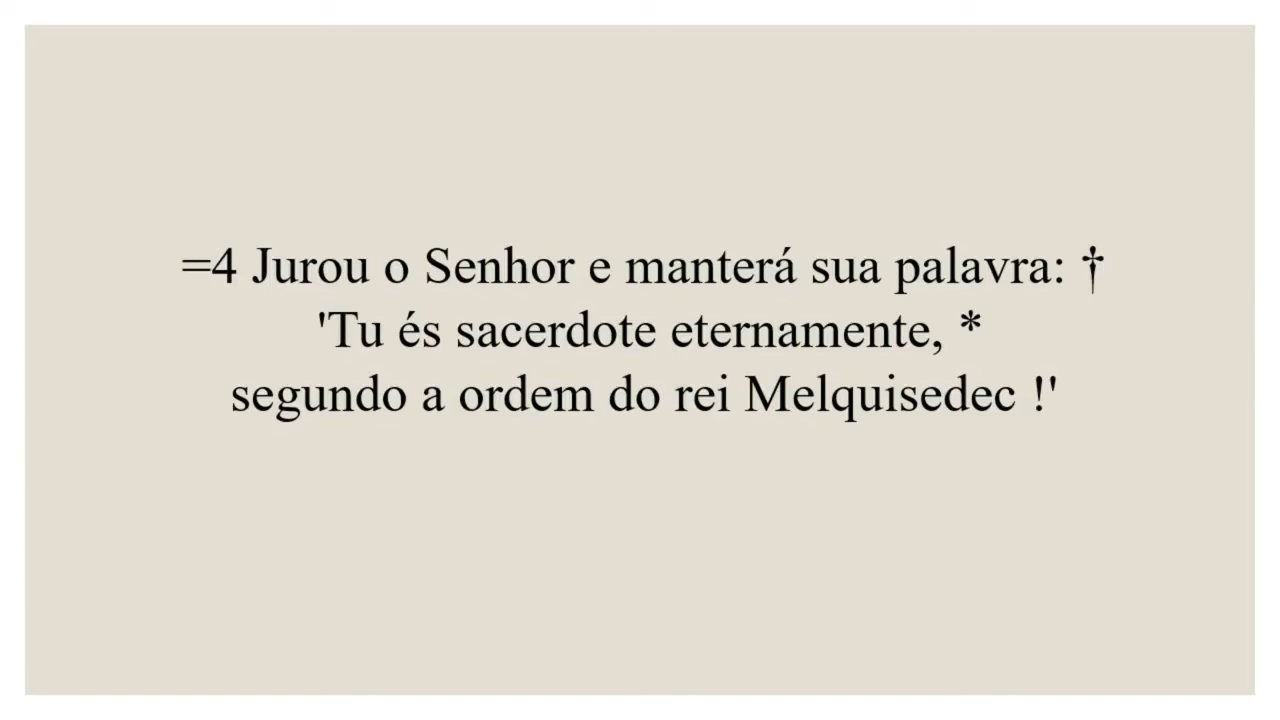 =4 Jurou o Senhor e manterá sua palavra: †
'Tu és sacerdote eternamente, *
segundo a ordem do rei Melquisedec !'